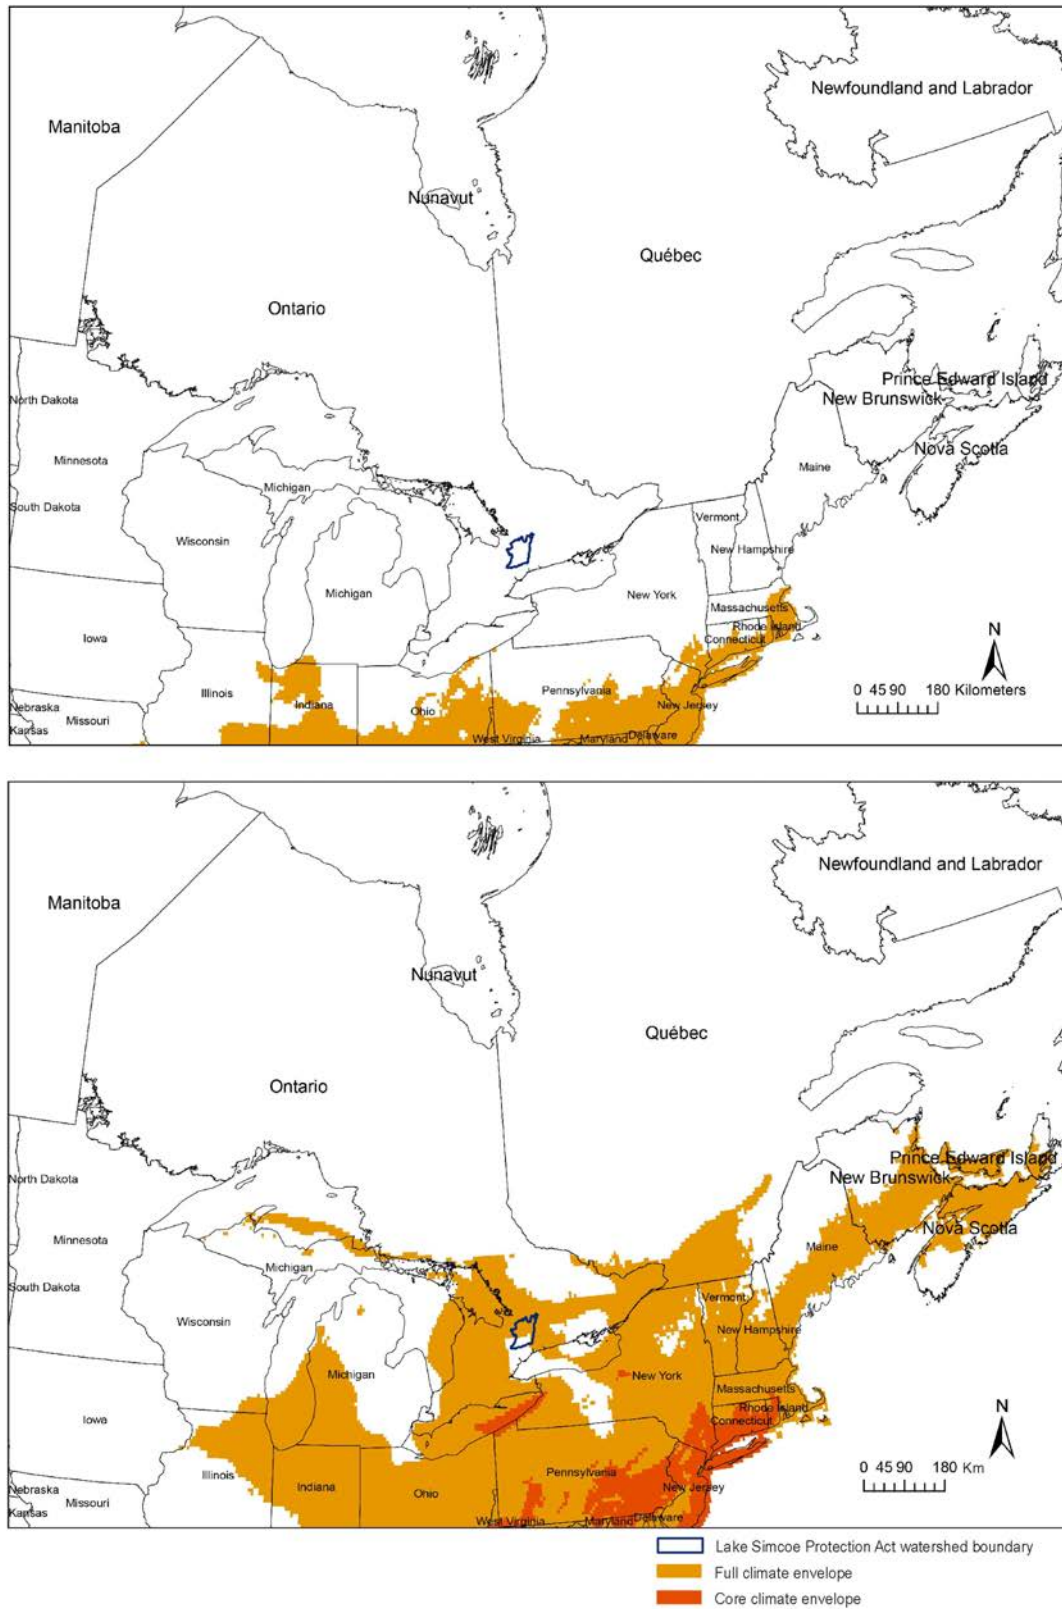 Newfoundland and Labrador
Manitoba
Nunavut
Québec
Ontario
Prince Edward Island
New Brunswick
North Dakota
Nova Scotia
Minnesota
Maine
Michigan
South Dakota
Vermont
Wisconsin
New Hampshire
Michigan
New York
Massachusetts
Rhode Island
Iowa
Connecticut
N
Illinois
Pennsylvania
0 45 90 180 Kilometers
Nebraska
Indiana
Ohio
New Jersey
Missouri
Kansas
West Virginia
Maryland
Delaware
Newfoundland and Labrador
Manitoba
Nunavut
Québec
Ontario
Prince Edward Island
New Brunswick
North Dakota
Nova Scotia
Minnesota
Maine
Michigan
South Dakota
Vermont
Wisconsin
New Hampshire
Michigan
New York
Massachusetts
Rhode Island
Iowa
Connecticut
N
Illinois
Pennsylvania
0 45 90 180 Km
Nebraska
Indiana
Ohio
New Jersey
Missouri
Kansas
West Virginia
Maryland
Delaware
Lake Simcoe Protection Act watershed boundary
Full climate envelope
Core climate envelope